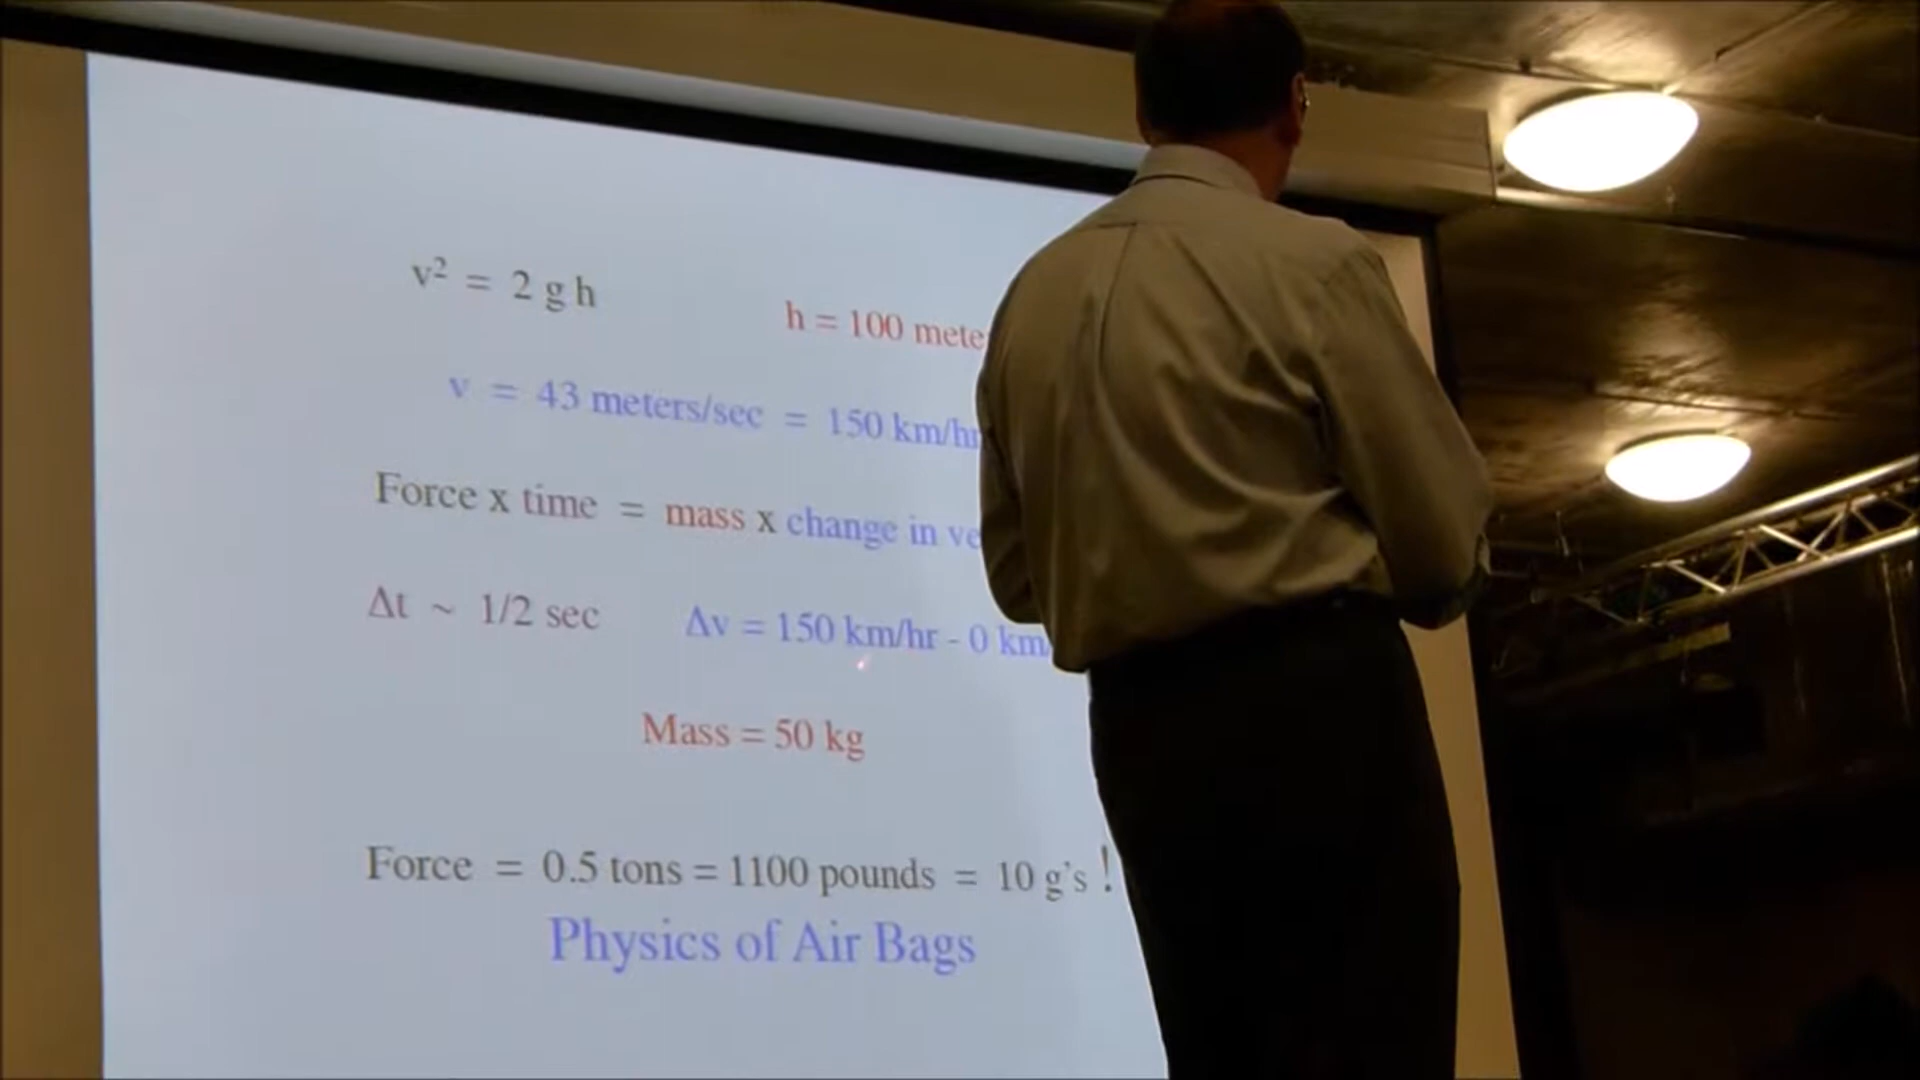 v² = 2 g h
h = 100 mete
v = 43 meters/sec = 150 km/hr
Force x time = mass x change in ve
Δt ~ 1/2 sec Δv = 150 km/hr - 0 km/
Mass = 50 kg
Force = 0.5 tons = 1100 pounds = 10 g's !
Physics of Air Bags